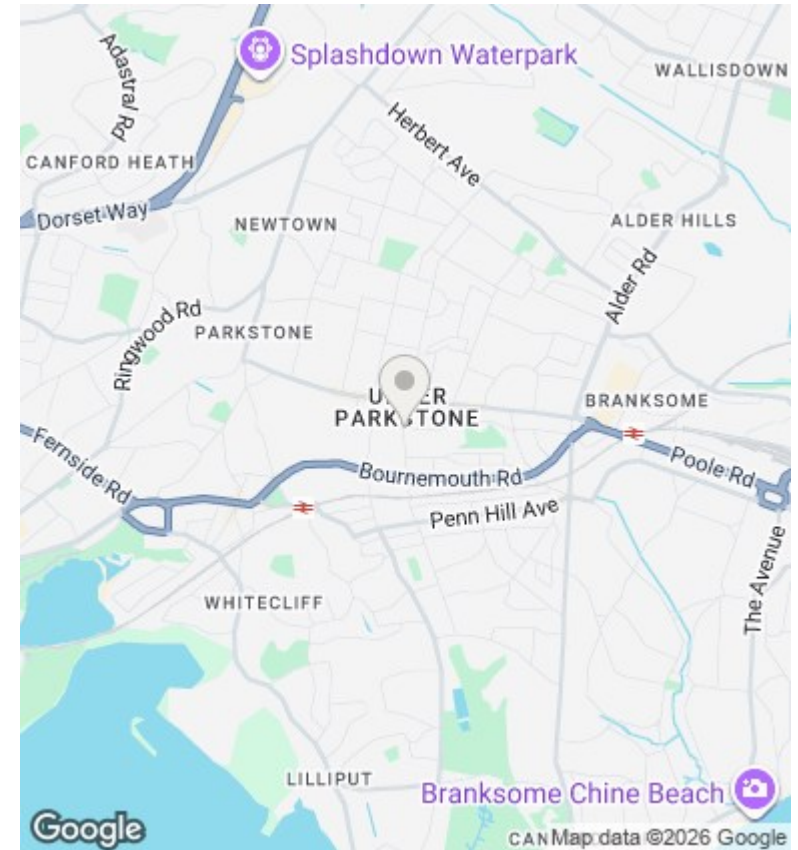 Adastral Rd
Splashdown Waterpark
WALLISDOWN
Herbert Ave
CANFORD HEATH
Dorset Way
NEWTOWN
ALDER HILLS
Alder Rd
Ringwood Rd
PARKSTONE
BRANKSOME
PARKSTONE
Fernside Rd
Bournemouth Rd
Poole Rd
Penn Hill Ave
The Avenue
WHITECLIFF
LILLIPUT
Branksome Chine Beach
Google
Map data ©2026 Google